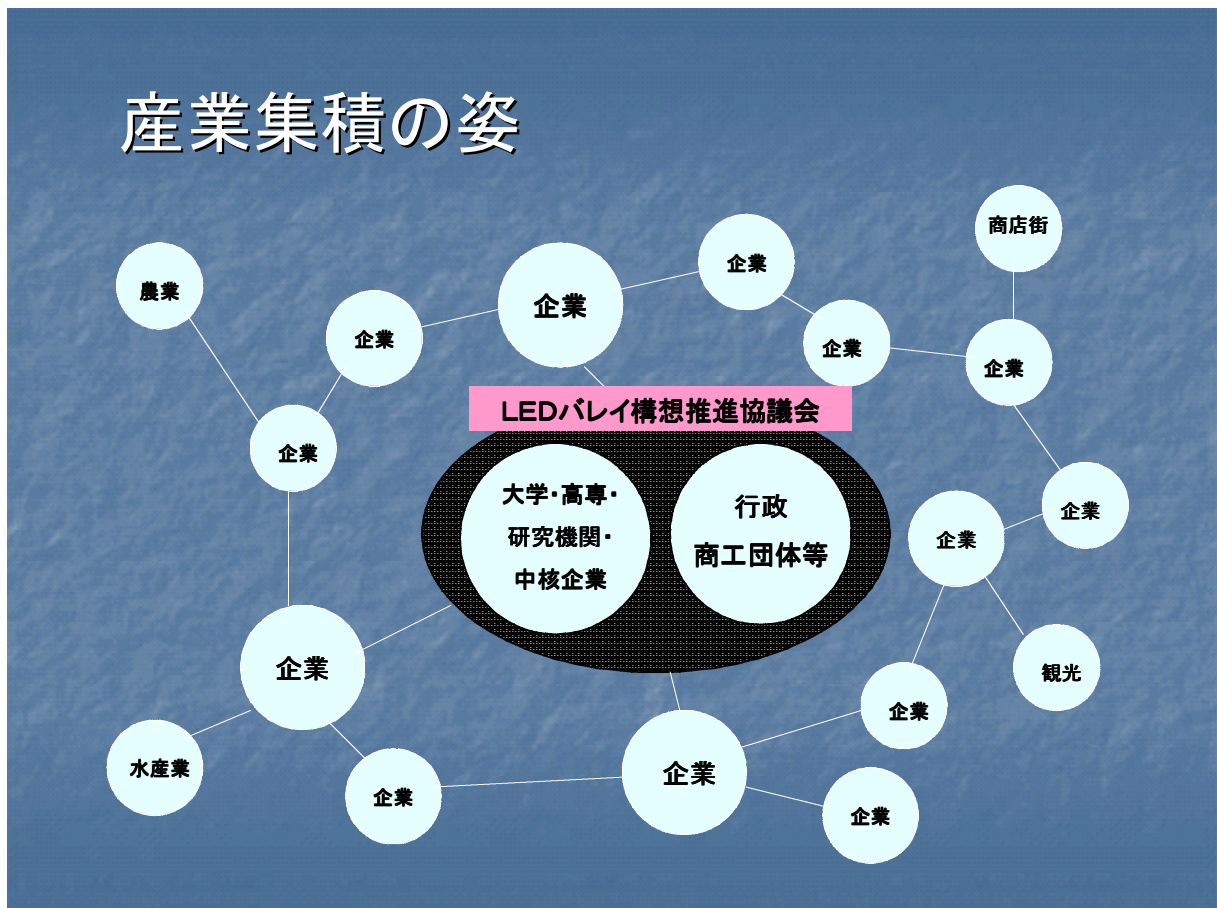 産業集積の姿
商店街
企業
農業
企業
企業
企業
企業
企業
LEDバレイ構想推進協議会
企業
大学・高専・
研究機関・
中核企業
行政
商工団体等
企業
企業
企業
観光
企業
水産業
企業
企業
企業